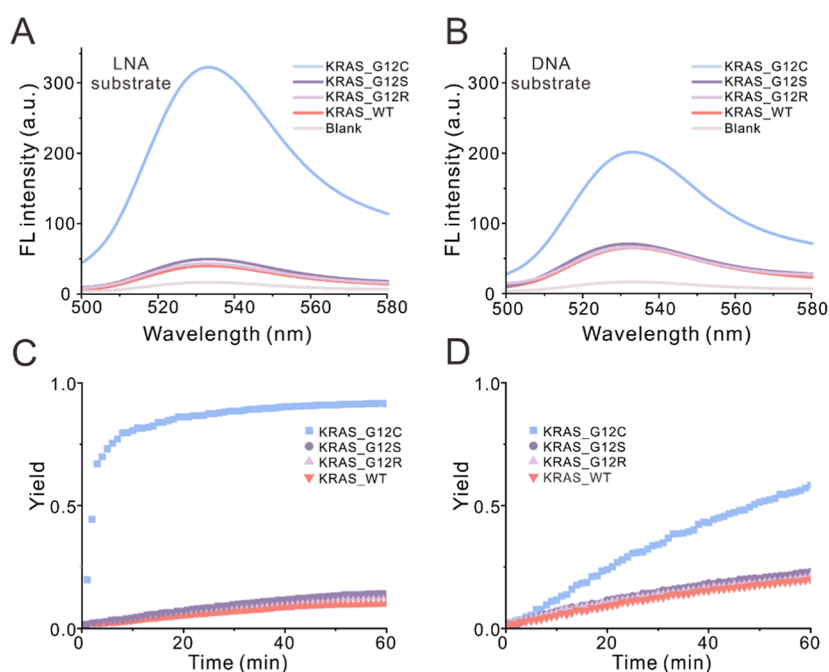 A
LNA
substrate
KRAS_G12C
KRAS_G12S
KRAS_G12R
KRAS_WT
Blank
300
200
100
0
FL intensity (a.u.)
500 520 540 560 580
Wavelength (nm)
B
DNA
substrate
KRAS_G12C
KRAS_G12S
KRAS_G12R
KRAS_WT
Blank
300
200
100
0
FL intensity (a.u.)
500 520 540 560 580
Wavelength (nm)
C
1.0
0.5
0.0
Yield
KRAS_G12C
KRAS_G12S
KRAS_G12R
KRAS_WT
0 20 40 60
Time (min)
D
1.0
0.5
0.0
Yield
KRAS_G12C
KRAS_G12S
KRAS_G12R
KRAS_WT
0 20 40 60
Time (min)